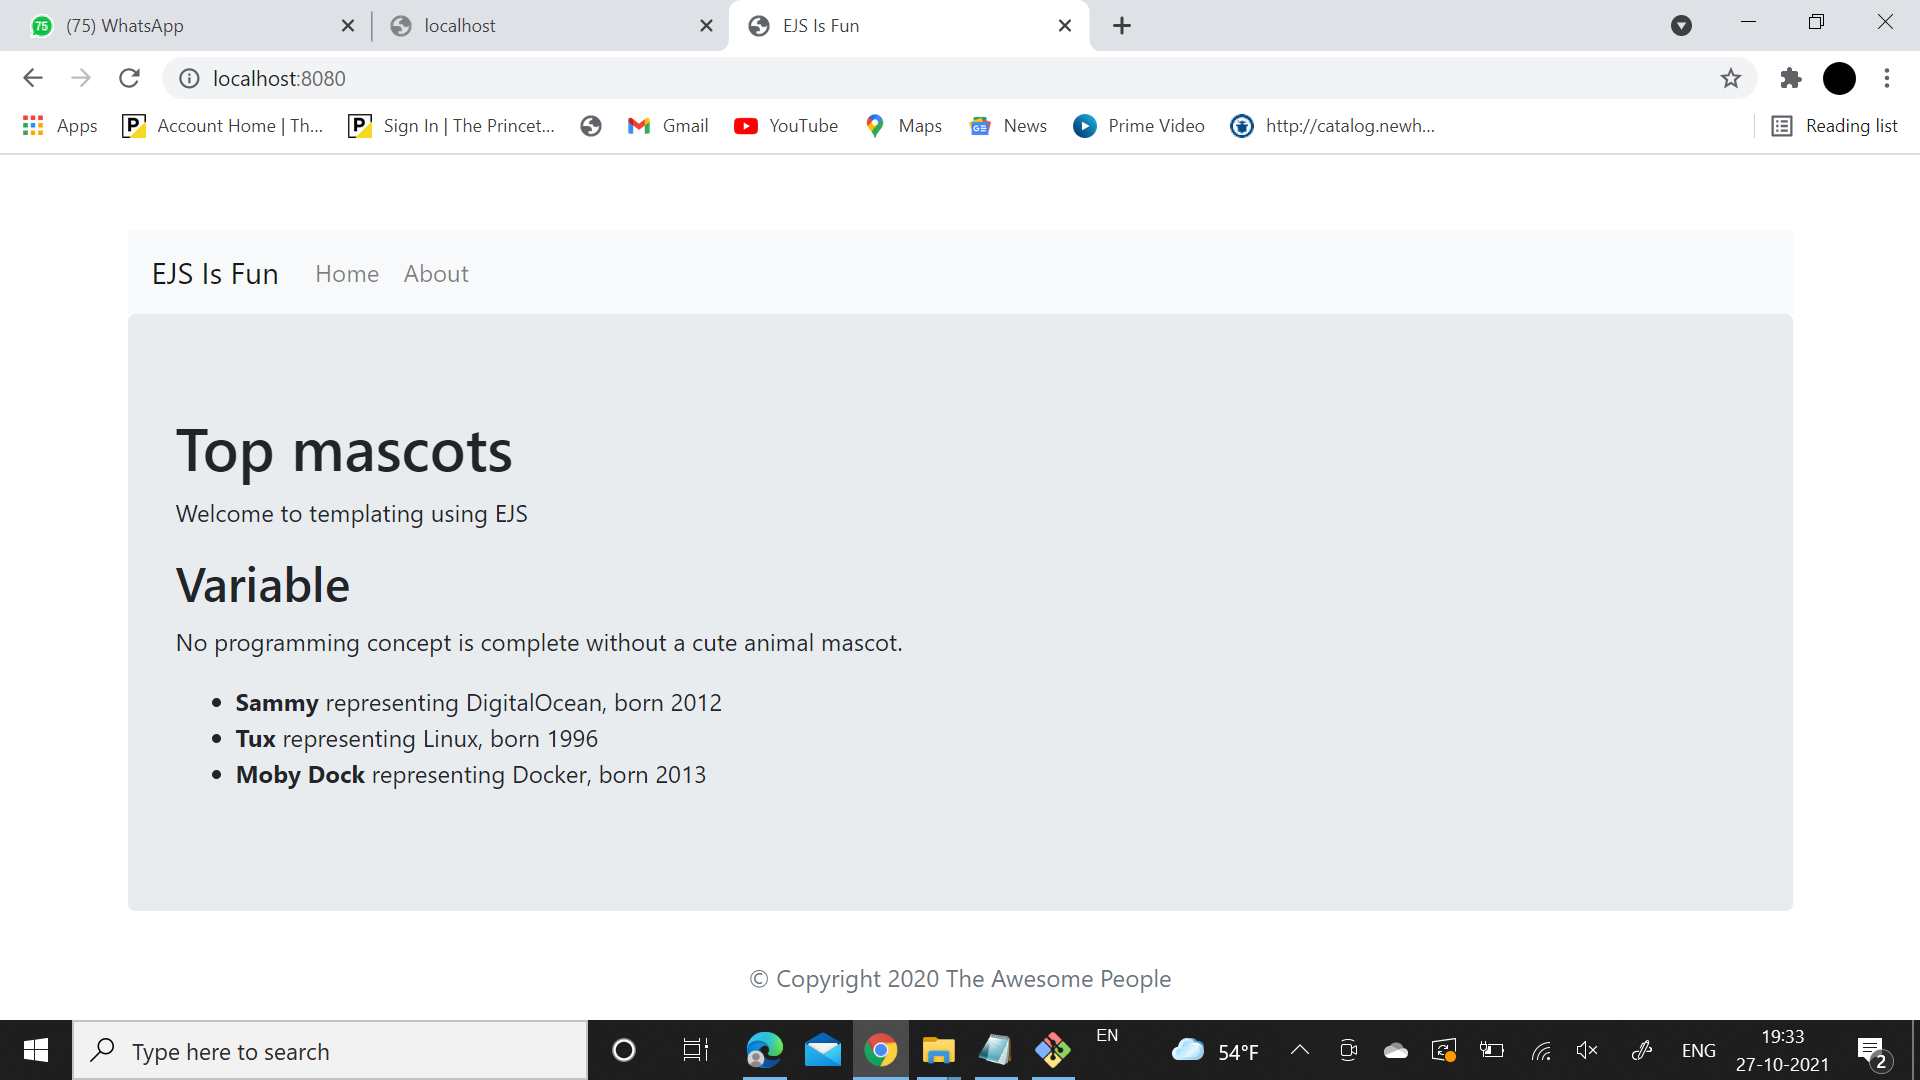 75 (75) WhatsApp localhost EJS Is Fun
localhost:8080
Apps Account Home | Th... Sign In | The Princet... Gmail YouTube Maps News Prime Video http://catalog.newh... Reading list
EJS Is Fun Home About
Top mascots
Welcome to templating using EJS
Variable
No programming concept is complete without a cute animal mascot.
• Sammy representing DigitalOcean, born 2012
• Tux representing Linux, born 1996
• Moby Dock representing Docker, born 2013
© Copyright 2020 The Awesome People
Type here to search EN 54°F ENG 19:33
27-10-2021 2